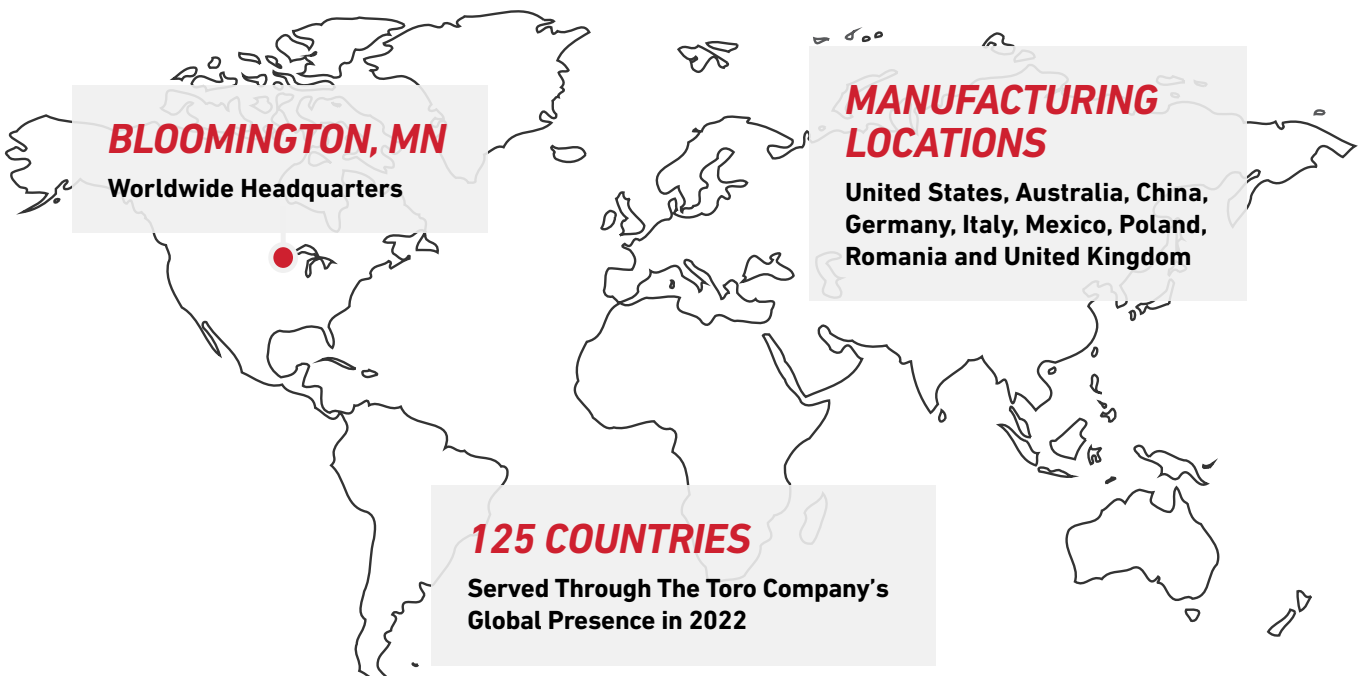 BLOOMINGTON, MN
Worldwide Headquarters
MANUFACTURING
LOCATIONS
United States, Australia, China,
Germany, Italy, Mexico, Poland,
Romania and United Kingdom
125 COUNTRIES
Served Through The Toro Company’s
Global Presence in 2022